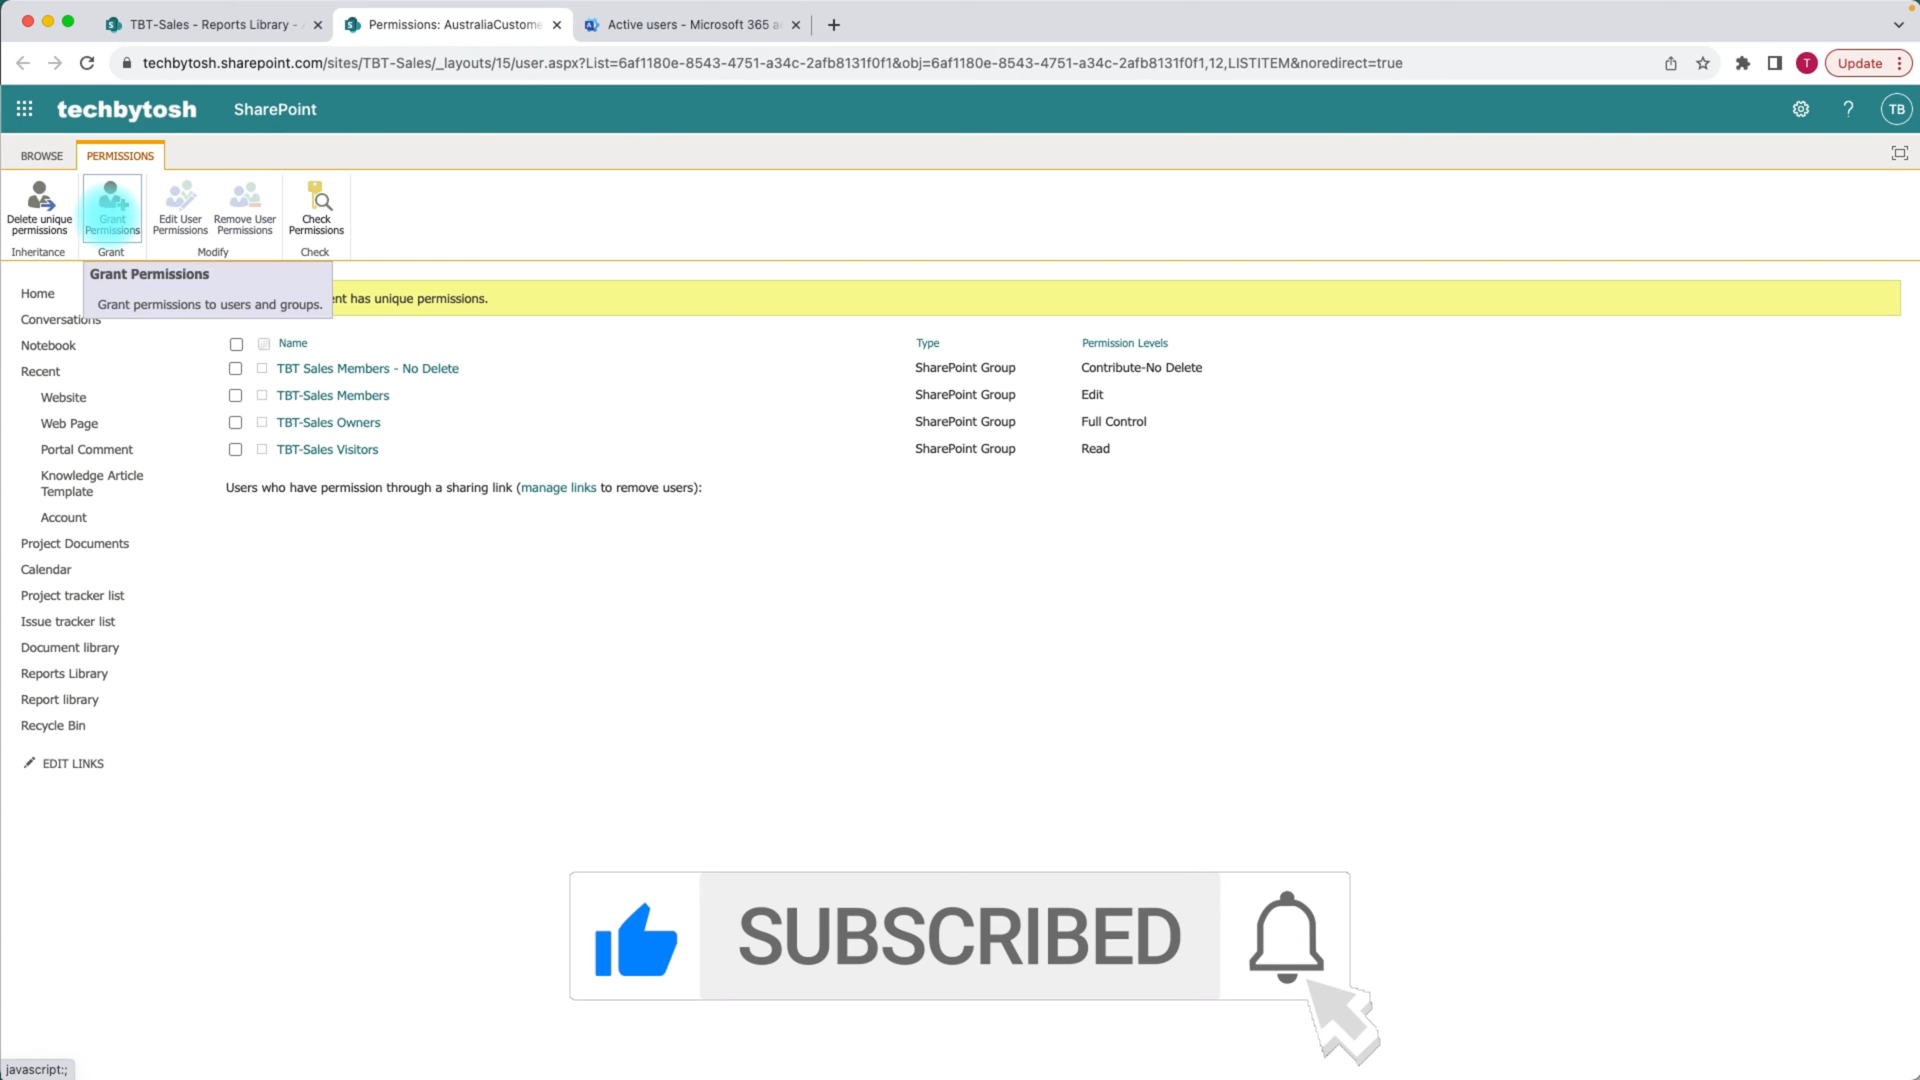 TBT-Sales - Reports Library -
Permissions: AustraliaCustome
Active users - Microsoft 365 a
techbytosh.sharepoint.com/sites/TBT-Sales/_layouts/15/user.aspx?List=6af1180e-8543-4751-a34c-2afb8131f0f1&obj=6af1180e-8543-4751-a34c-2afb8131f0f1,12,LISTITEM&noredirect=true
T
Update
techbytosh
SharePoint
?
TB
BROWSE
PERMISSIONS
Delete unique
permissions
Grant
Permissions
Edit User
Permissions
Remove User
Permissions
Check
Permissions
Inheritance
Grant
Modify
Check
Grant Permissions
Grant permissions to users and groups.
nt has unique permissions.
Home
Conversations
Notebook
Recent
Website
Web Page
Portal Comment
Knowledge Article
Template
Account
Project Documents
Calendar
Project tracker list
Issue tracker list
Document library
Reports Library
Report library
Recycle Bin
EDIT LINKS
Name
Type
Permission Levels
TBT Sales Members - No Delete
SharePoint Group
Contribute-No Delete
TBT-Sales Members
SharePoint Group
Edit
TBT-Sales Owners
SharePoint Group
Full Control
TBT-Sales Visitors
SharePoint Group
Read
Users who have permission through a sharing link (manage links to remove users):
SUBSCRIBED
javascript:;